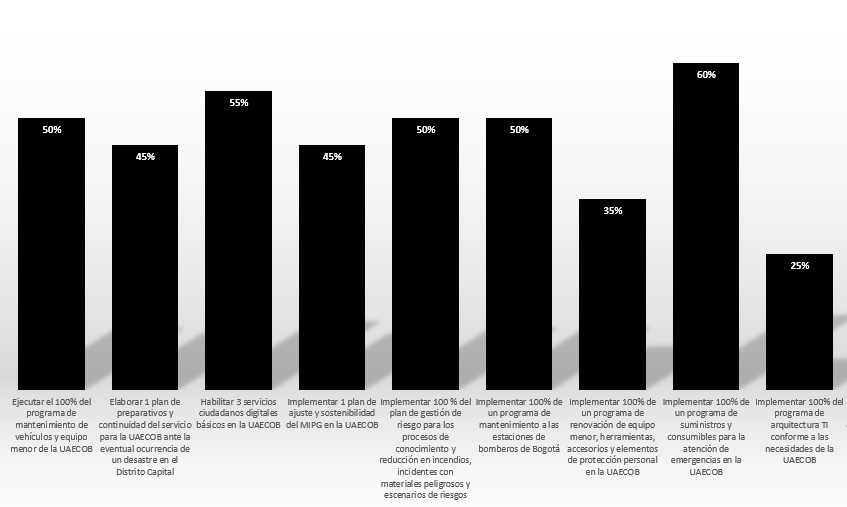 50%
45%
55%
45%
50%
50%
35%
60%
25%
Ejecutar el 100% del
programa de
mantenimiento de
vehículos y equipo
menor de la UAECOB
Elaborar 1 plan de
preparativos y
continuidad del servicio
para la UAECOB ante la
eventual ocurrencia de
un desastre en el
Distrito Capital
Habilitar 3 servicios
ciudadanos digitales
básicos en la UAECOB
Implementar 1 plan de
ajuste y sostenibilidad
del MIPG en la UAECOB
Implementar 100 % del
plan de gestión de
riesgo para los
procesos de
conocimiento y
reducción en incendios,
incidentes con
materiales peligrosos y
escenarios de riesgos
Implementar 100% de
un programa de
mantenimiento a las
estaciones de
bomberos de Bogotá
Implementar 100% de
un programa de
renovación de equipo
menor, herramientas,
accesorios y elementos
de protección personal
en la UAECOB
Implementar 100% de
un programa de
suministros y
consumibles para la
atención de
emergencias en la
UAECOB
Implementar 100% del
programa de
arquitectura TI
conforme a las
necesidades de la
UAECOB